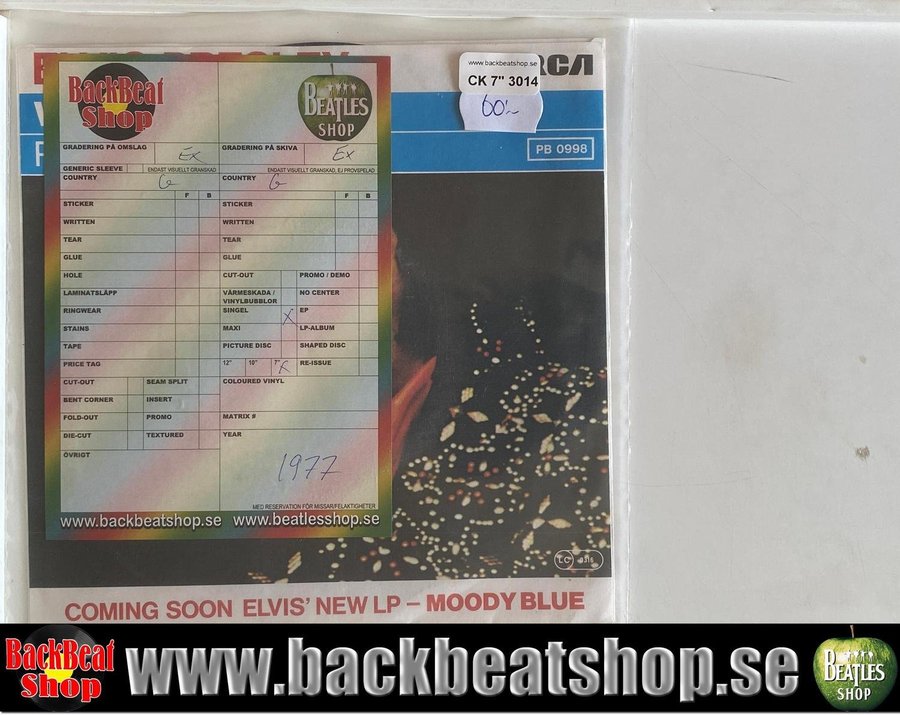 ELVIS PRESLEY
RCA
www.backbeatshop.se
CK 7" 3014
60:-
PB 0998
BackBeat
Shop
BEATLES
SHOP
GRADERING PÅ OMSLAG Ex
GRADERING PÅ SKIVA Ex
GENERIC SLEEVE ENDAST VISUELLT GRANSKAD
ENDAST VISUELLT GRANSKAD, EJ PROVSPELAD
COUNTRY G
COUNTRY G
F B
F B
STICKER
STICKER
WRITTEN
WRITTEN
TEAR
TEAR
GLUE
GLUE
HOLE
CUT-OUT PROMO / DEMO
LAMINATSLÄPP
VÄRMESKADA / VINYLBUBBLOR NO CENTER
RINGWEAR
SINGEL X EP
STAINS
MAXI LP-ALBUM
TAPE
PICTURE DISC SHAPED DISC
PRICE TAG
12" 10" 7" X RE-ISSUE
CUT-OUT SEAM SPLIT
COLOURED VINYL
BENT CORNER INSERT
FOLD-OUT PROMO
MATRIX #
DIE-CUT TEXTURED
YEAR
ÖVRIGT
1977
MED RESERVATION FÖR MISSAR/FELAKTIGHETER
www.backbeatshop.se www.beatlesshop.se
LC 0316
COMING SOON ELVIS' NEW LP – MOODY BLUE
BackBeat
Shop
www.backbeatshop.se
BEATLES
SHOP